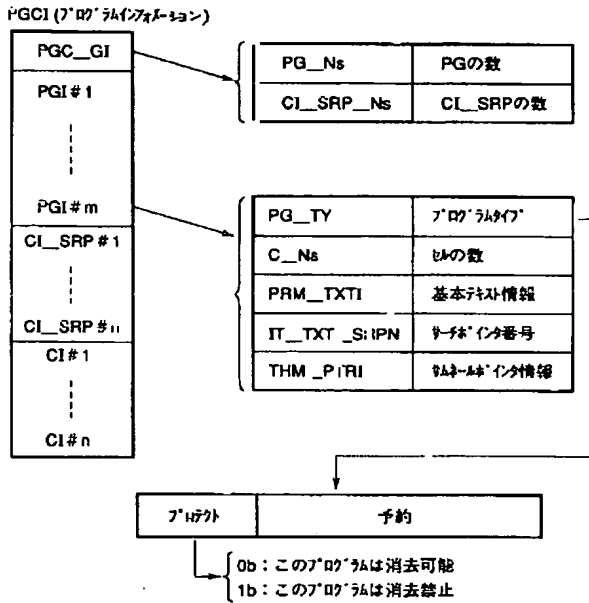 PGCI (プログラムインフォメーション)
PGC_GI
PGI#1
PGI#m
CI_SRP#1
CI_SRP#n
CI#1
CI#n
PG_Ns PGの数
CI_SRP_Ns CI_SRPの数
PG_TY プログラムタイプ
C_Ns セルの数
PRM_TXTI 基本テキスト情報
IT_TXT_SRPN サーチポインタ番号
THM_PTRI サムネールポインタ情報
プロテクト 予約
0b：このプログラムは消去可能
1b：このプログラムは消去禁止